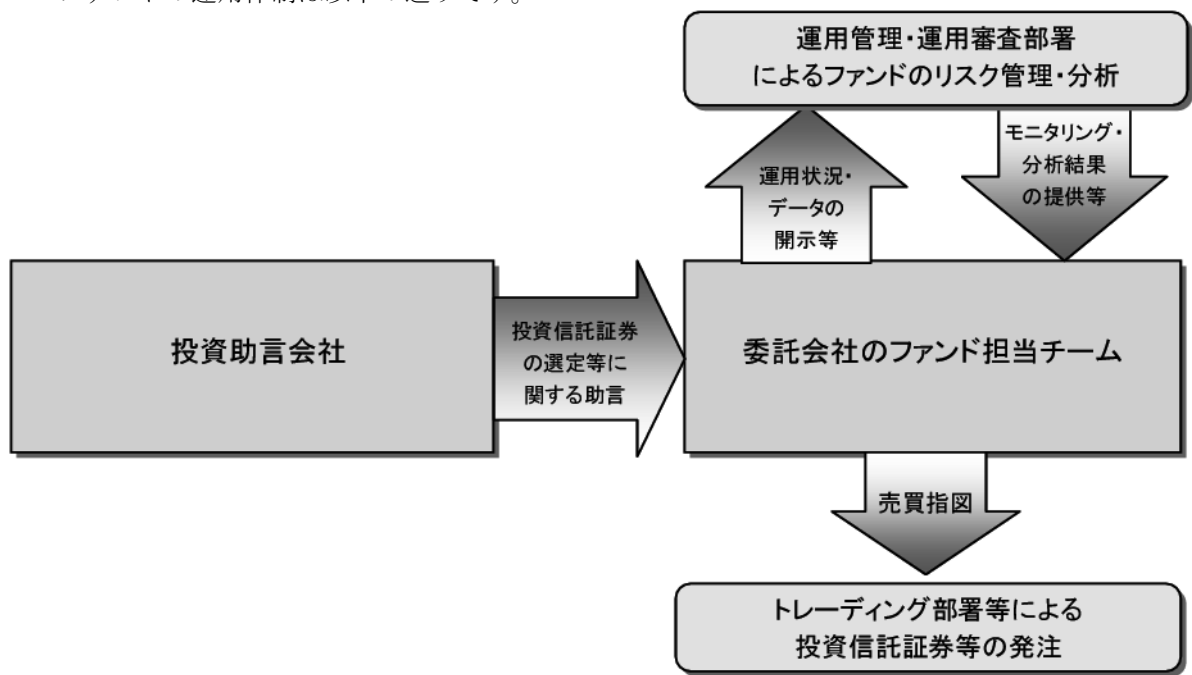 運用管理・運用審査部署
によるファンドのリスク管理・分析
運用状況・
データの
開示等
モニタリング・
分析結果
の提供等
投資助言会社
投資信託証券
の選定等に
関する助言
委託会社のファンド担当チーム
売買指図
トレーディング部署等による
投資信託証券等の発注